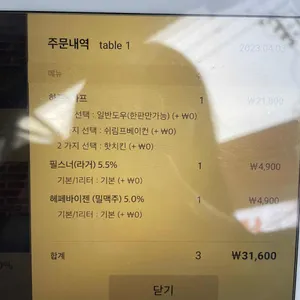 주문내역 table 1
메뉴
1 ₩21,800
선택 : 일반도우(한판만가능) (+ ₩0)
가지 선택 : 쉬림프베이컨 (+ ₩0)
2 가지 선택 : 핫치킨 (+ ₩0)
필스너(라거) 5.5% 1 ₩4,900
기본/1리터 : 기본 (+ ₩0)
헤페바이젠 (밀맥주) 5.0% 1 ₩4,900
기본/1리터 : 기본 (+ ₩0)
합계 3 ₩31,600
닫기